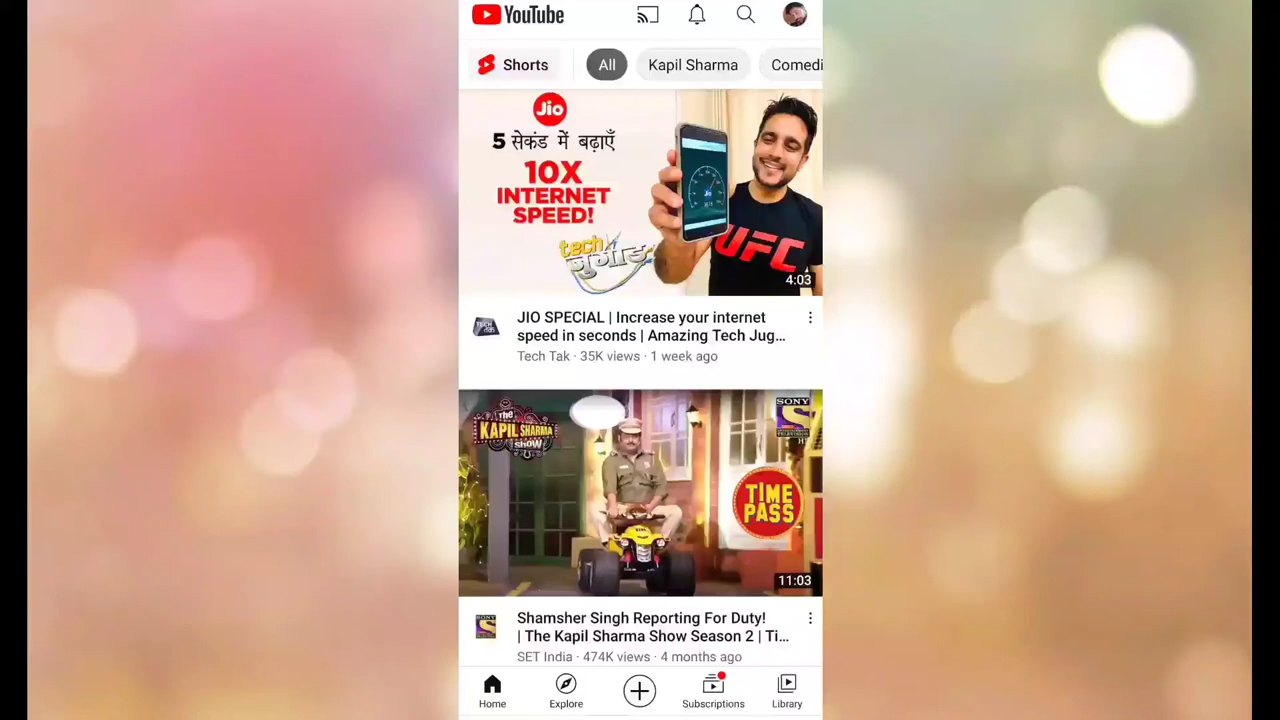 YouTube
Shorts
All
Kapil Sharma
Comedi
Jio
5 सेकंड में बढ़ाएँ
10X
INTERNET
SPEED!
tech
जुगाड़
Jio
UFC
4:03
JIO SPECIAL | Increase your internet
speed in seconds | Amazing Tech Jug...
Tech Tak · 35K views · 1 week ago
The
KAPIL SHARMA
Show
SONY
TIME
PASS
11:03
Shamsher Singh Reporting For Duty!
| The Kapil Sharma Show Season 2 | Ti...
SET India · 474K views · 4 months ago
Home
Explore
Subscriptions
Library